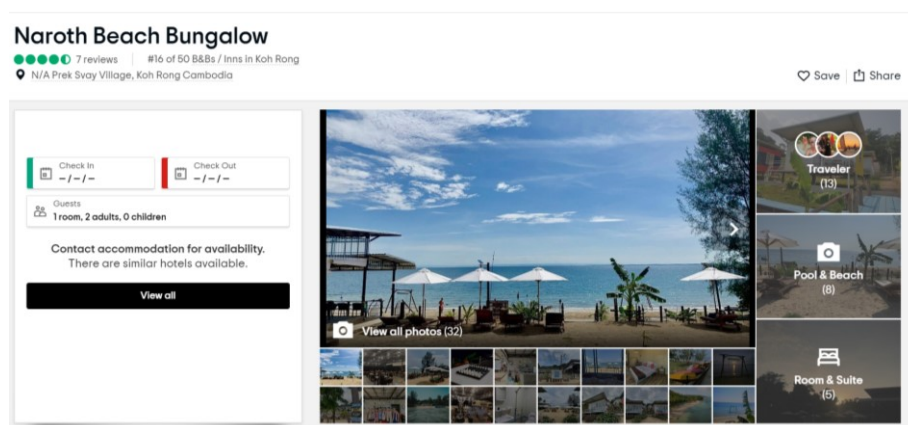 Naroth Beach Bungalow
7 reviews #16 of 50 B&Bs / Inns in Koh Rong
N/A Prek Svay Village, Koh Rong Cambodia
Save Share
Check In
–/–/–
Check Out
–/–/–
Guests
1 room, 2 adults, 0 children
Contact accommodation for availability.
There are similar hotels available.
View all
View all photos (32)
Traveler
(13)
Pool & Beach
(8)
Room & Suite
(5)